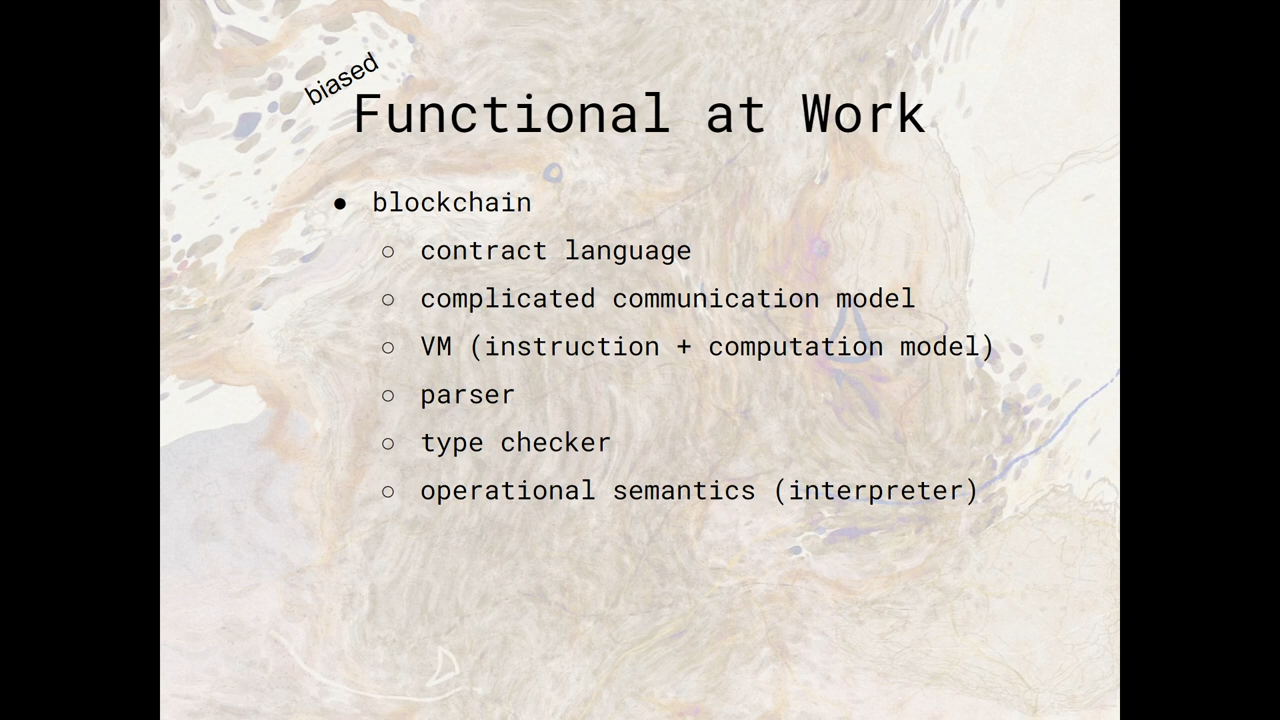 biased
Functional at Work
● blockchain
○ contract language
○ complicated communication model
○ VM (instruction + computation model)
○ parser
○ type checker
○ operational semantics (interpreter)